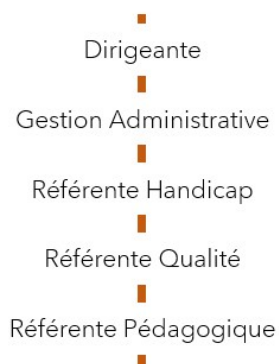 Dirigeante
Gestion Administrative
Référente Handicap
Référente Qualité
Référente Pédagogique